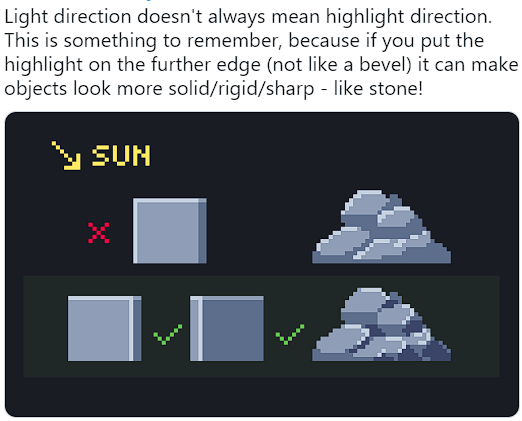 Light direction doesn't always mean highlight direction.
This is something to remember, because if you put the
highlight on the further edge (not like a bevel) it can make
objects look more solid/rigid/sharp - like stone!
SUN